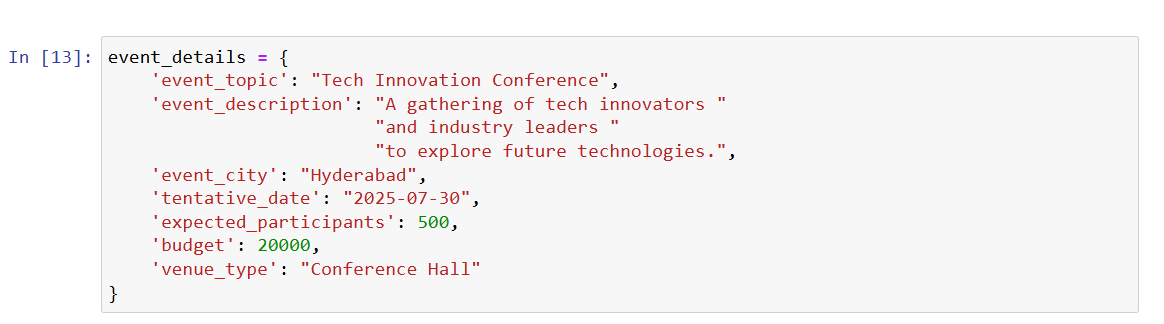 In [13]: event_details = {
    'event_topic': "Tech Innovation Conference",
    'event_description': "A gathering of tech innovators "
                         "and industry leaders "
                         "to explore future technologies.",
    'event_city': "Hyderabad",
    'tentative_date': "2025-07-30",
    'expected_participants': 500,
    'budget': 20000,
    'venue_type': "Conference Hall"
}